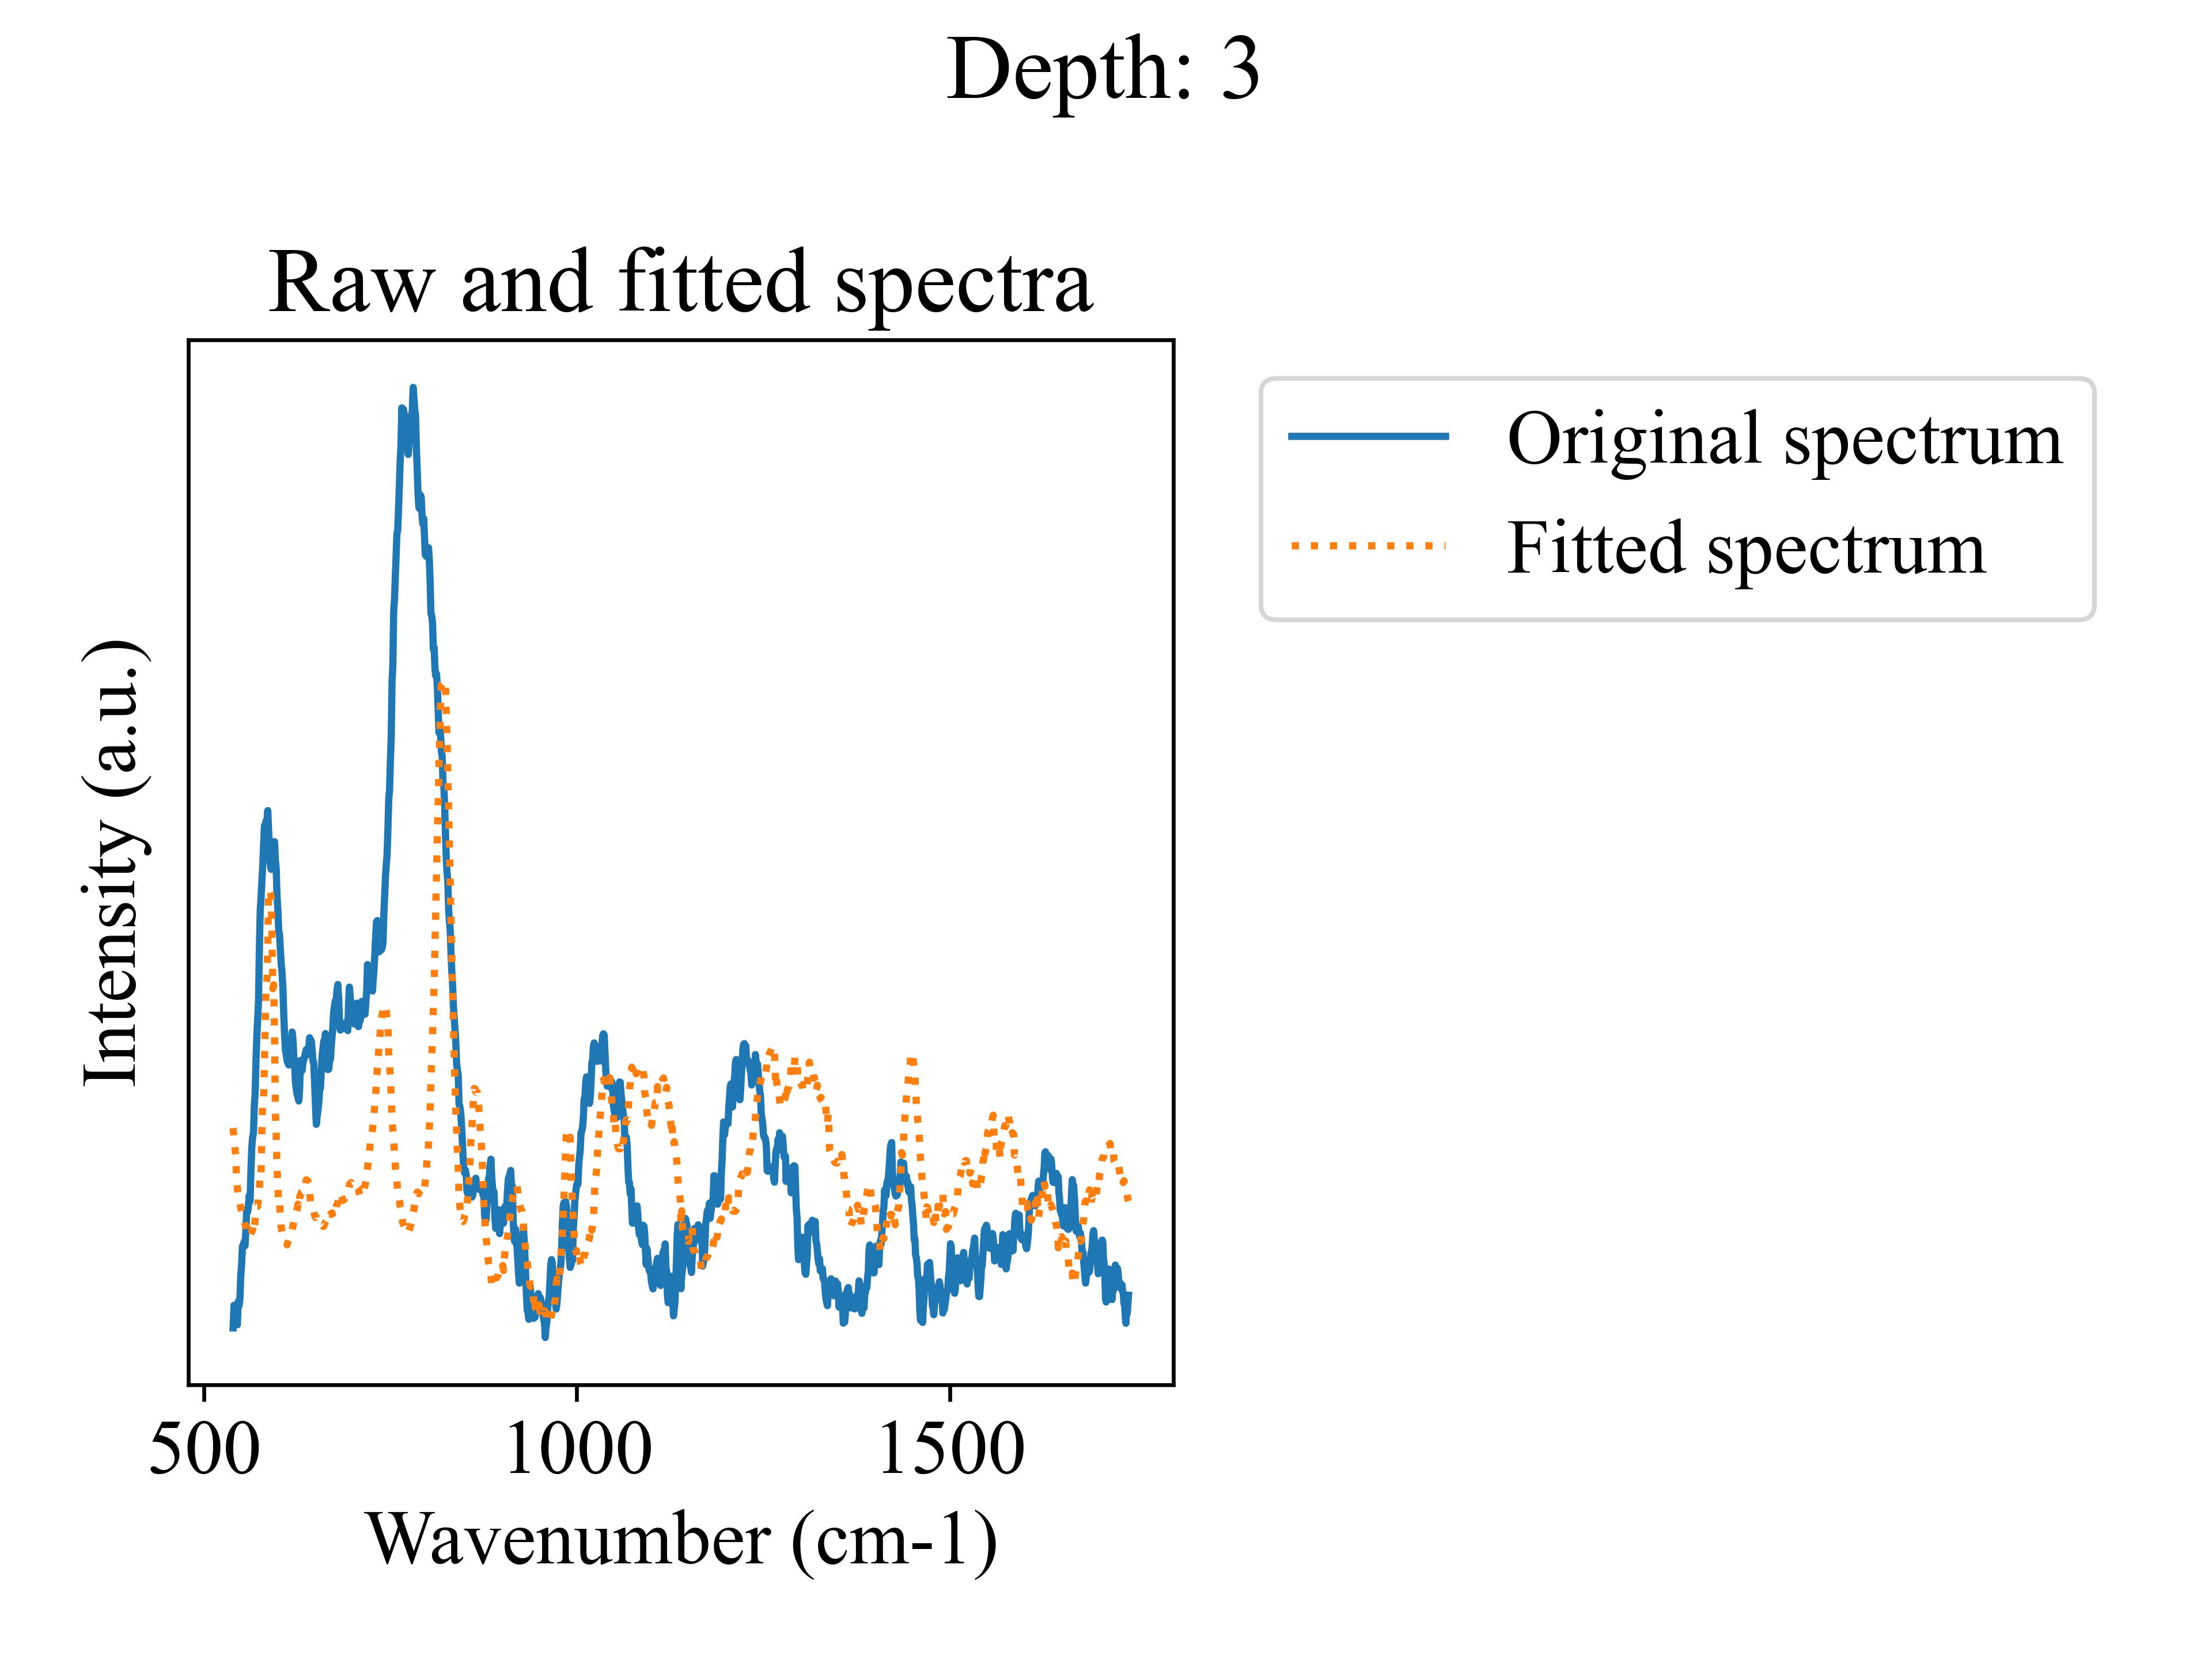 Depth: 3
Raw and fitted spectra
Original spectrum
Fitted spectrum
Intensity (a.u.)
500 1000 1500
Wavenumber (cm-1)